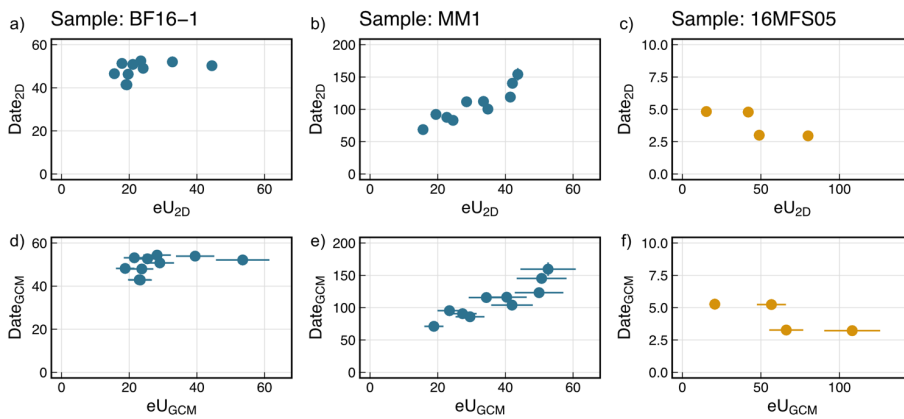 a) Sample: BF16−1
b) Sample: MM1
c) Sample: 16MFS05
Date2D
60
40
20
0
0 20 40 60
eU2D
Date2D
200
150
100
50
0
0 20 40 60
eU2D
Date2D
10.0
7.5
5.0
2.5
0.0
0 50 100
eU2D
d)
DateGCM
60
40
20
0
0 20 40 60
eUGCM
e)
DateGCM
200
150
100
50
0
0 20 40 60
eUGCM
f)
DateGCM
10.0
7.5
5.0
2.5
0.0
0 50 100
eUGCM